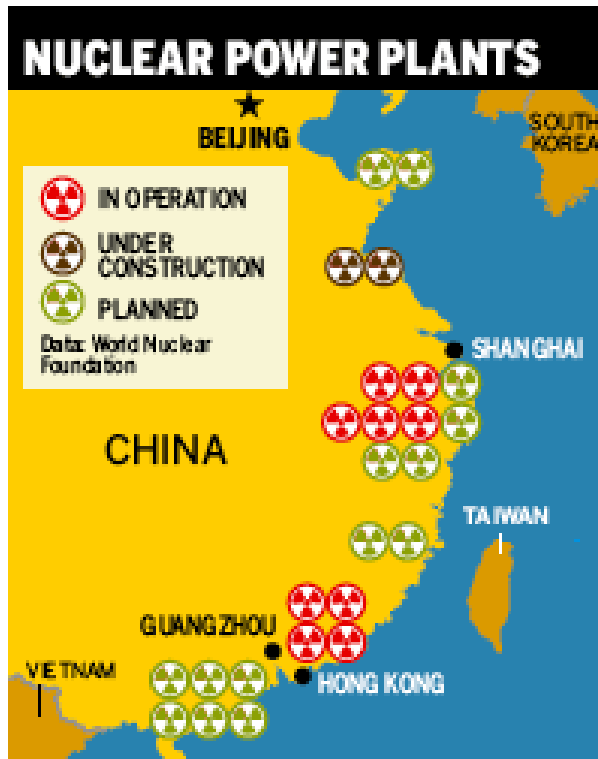 NUCLEAR POWER PLANTS
BEIJING
SOUTH
KOREA
IN OPERATION
UNDER
CONSTRUCTION
PLANNED
Data: World Nuclear
Foundation
SHANGHAI
CHINA
TAIWAN
GUANGZHOU
VIETNAM
HONG KONG